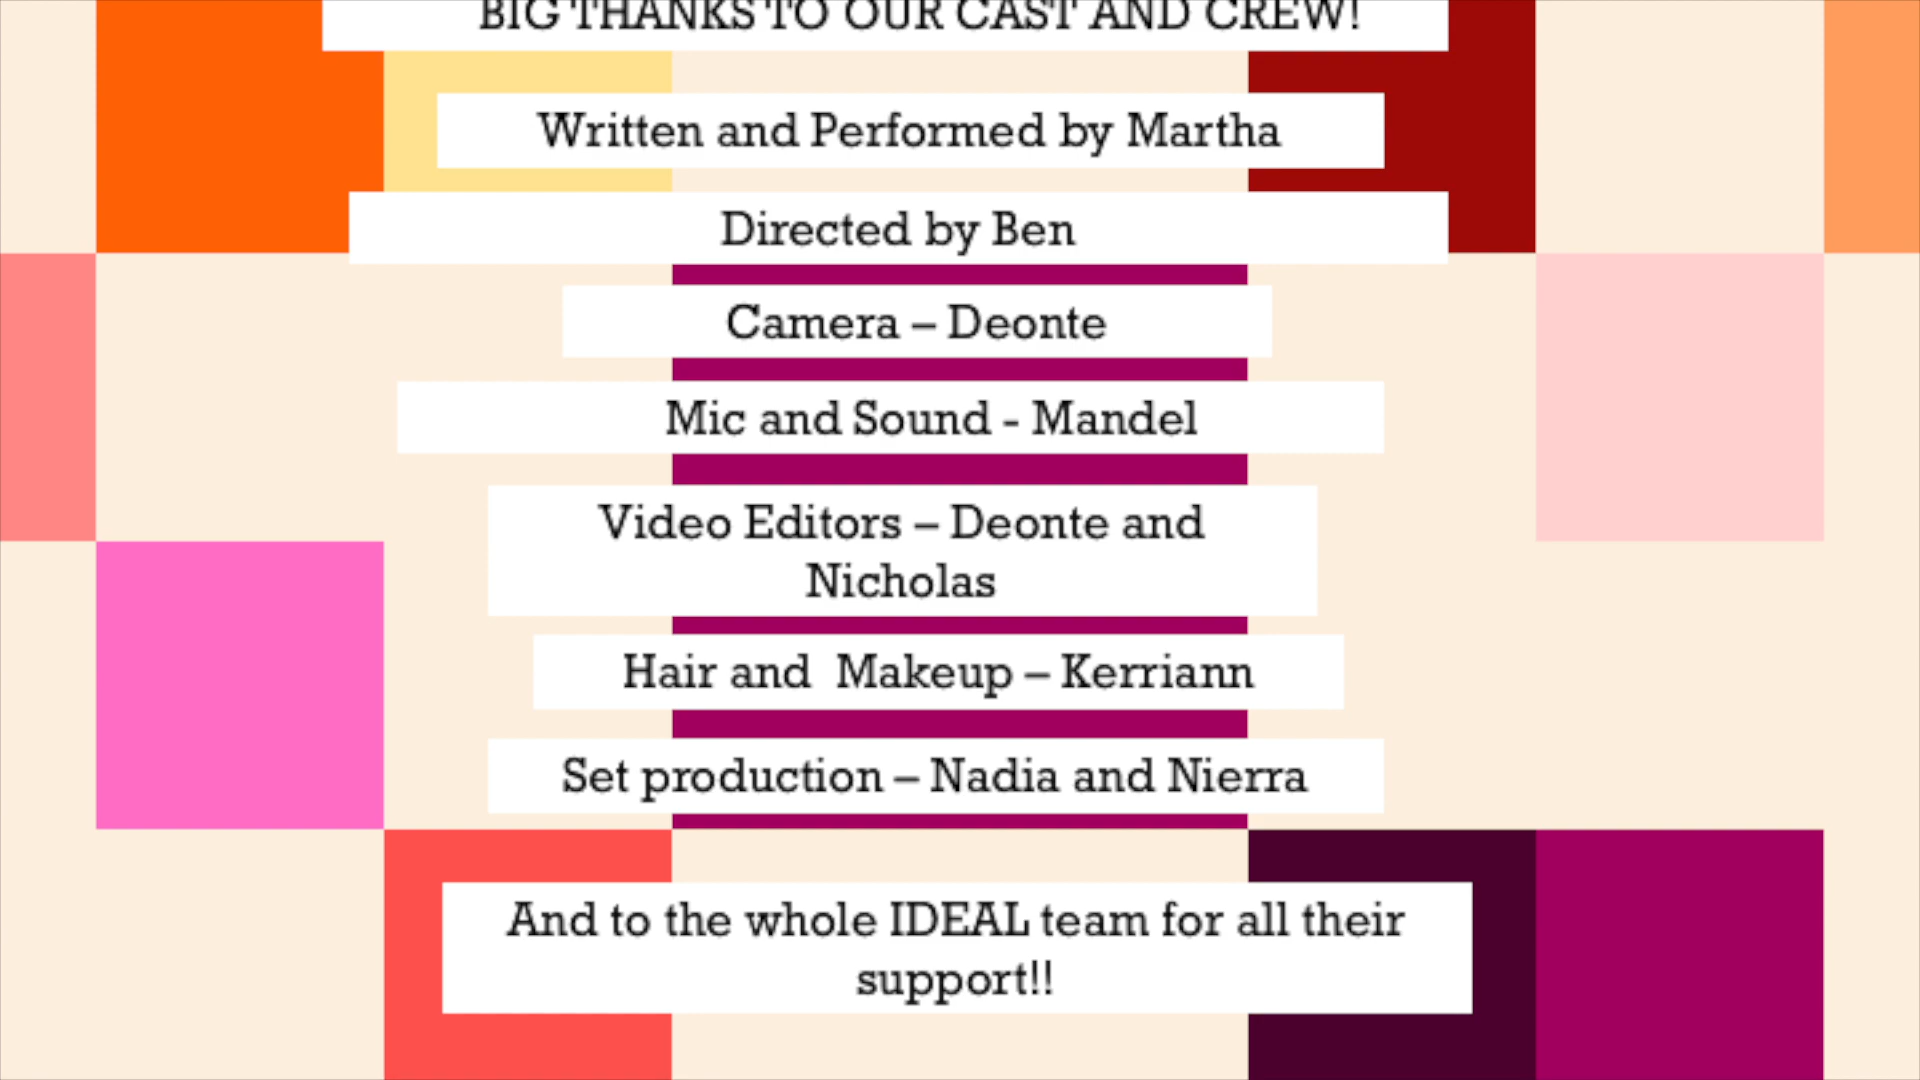 BIG THANKS TO OUR CAST AND CREW!
Written and Performed by Martha
Directed by Ben
Camera – Deonte
Mic and Sound - Mandel
Video Editors – Deonte and
Nicholas
Hair and  Makeup – Kerriann
Set production – Nadia and Nierra
And to the whole IDEAL team for all their
support!!